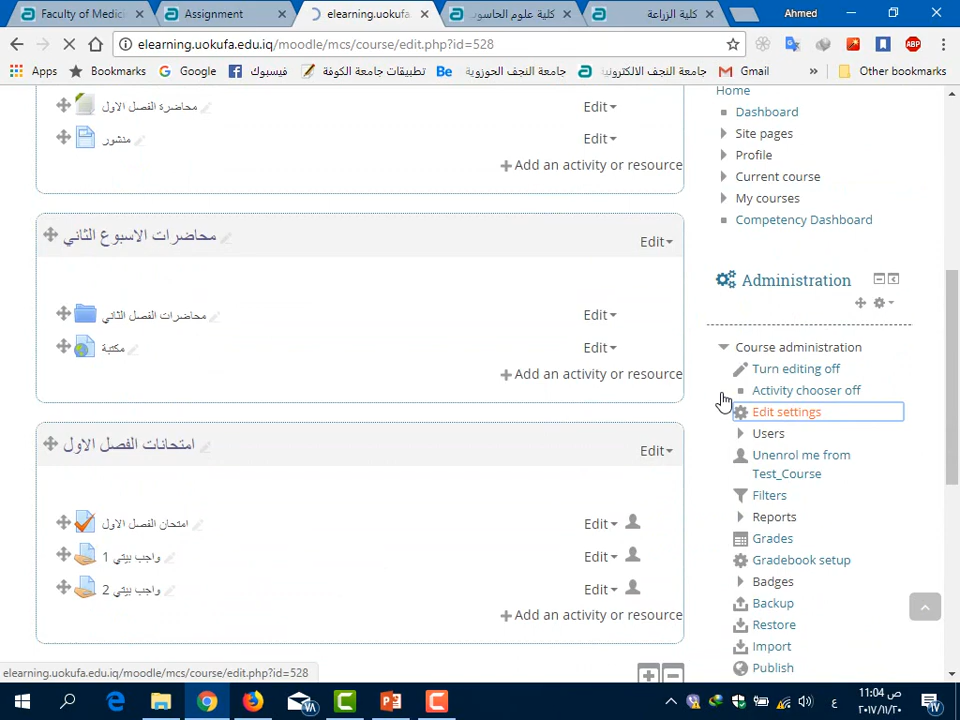 Faculty of Medici
Assignment
elearning.uokufa.edu.iq
كلية علوم الحاسوب
كلية الزراعة
Ahmed
elearning.uokufa.edu.iq/moodle/mcs/course/edit.php?id=528
Apps
Bookmarks
Google
فيسبوك
تطبيقات جامعة الكوفة
جامعة النجف الحوزوية
جامعة النجف الالكترونية
Gmail
»
Other bookmarks
محاضرة الفصل الاول
Edit
منشور
Edit
Add an activity or resource
محاضرات الاسبوع الثاني
Edit
محاضرات الفصل الثاني
Edit
مكتبة
Edit
Add an activity or resource
امتحانات الفصل الاول
Edit
امتحان الفصل الاول
Edit
واجب بيتي 1
Edit
واجب بيتي 2
Edit
Add an activity or resource
Home
Dashboard
Site pages
Profile
Current course
My courses
Competency Dashboard
Administration
Course administration
Turn editing off
Activity chooser off
Edit settings
Users
Unenrol me from
Test_Course
Filters
Reports
Grades
Gradebook setup
Badges
Backup
Restore
Import
Publish
elearning.uokufa.edu.iq/moodle/mcs/course/edit.php?id=528
ع
11:04 ص